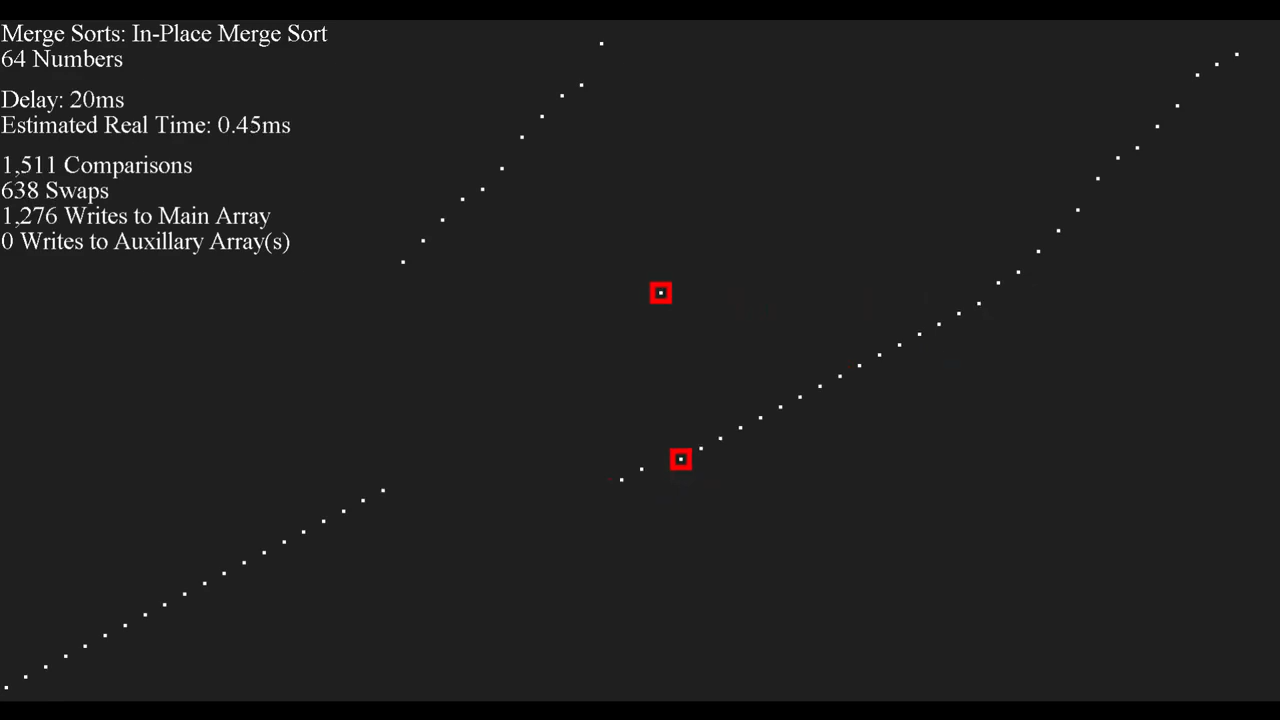 Merge Sorts: In-Place Merge Sort
64 Numbers
Delay: 20ms
Estimated Real Time: 0.45ms
1,511 Comparisons
638 Swaps
1,276 Writes to Main Array
0 Writes to Auxillary Array(s)